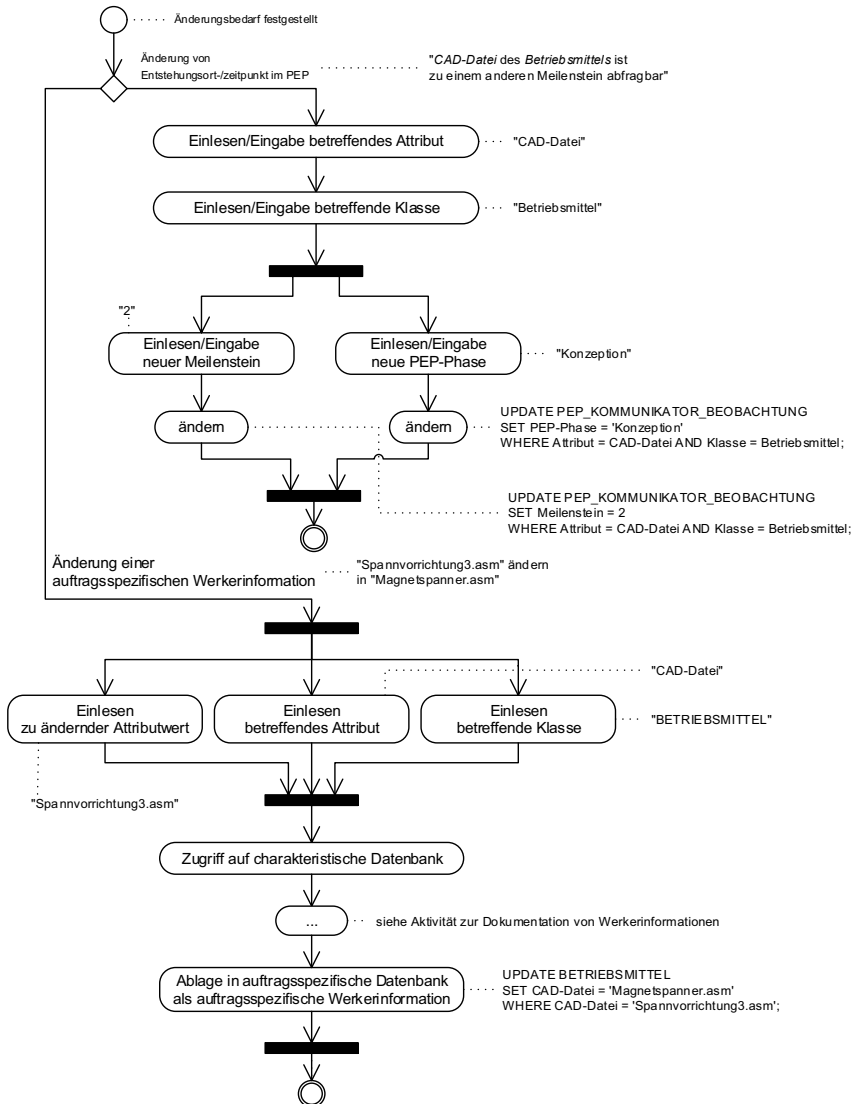 Änderungsbedarf festgestellt
Änderung von
Entstehungsort-/zeitpunkt im PEP
"CAD-Datei des Betriebsmittels ist
zu einem anderen Meilenstein abfragbar"
Einlesen/Eingabe betreffendes Attribut
"CAD-Datei"
Einlesen/Eingabe betreffende Klasse
"Betriebsmittel"
"2"
Einlesen/Eingabe
neuer Meilenstein
Einlesen/Eingabe
neue PEP-Phase
"Konzeption"
ändern
ändern
UPDATE PEP_KOMMUNIKATOR_BEOBACHTUNG
SET PEP-Phase = 'Konzeption'
WHERE Attribut = CAD-Datei AND Klasse = Betriebsmittel;
UPDATE PEP_KOMMUNIKATOR_BEOBACHTUNG
SET Meilenstein = 2
WHERE Attribut = CAD-Datei AND Klasse = Betriebsmittel;
Änderung einer
auftragsspezifischen Werkerinformation
"Spannvorrichtung3.asm" ändern
in "Magnetspanner.asm"
"CAD-Datei"
Einlesen
zu ändernder Attributwert
Einlesen
betreffendes Attribut
Einlesen
betreffende Klasse
"BETRIEBSMITTEL"
"Spannvorrichtung3.asm"
Zugriff auf charakteristische Datenbank
...
siehe Aktivität zur Dokumentation von Werkerinformationen
Ablage in auftragsspezifische Datenbank
als auftragsspezifische Werkerinformation
UPDATE BETRIEBSMITTEL
SET CAD-Datei = 'Magnetspanner.asm'
WHERE CAD-Datei = 'Spannvorrichtung3.asm';